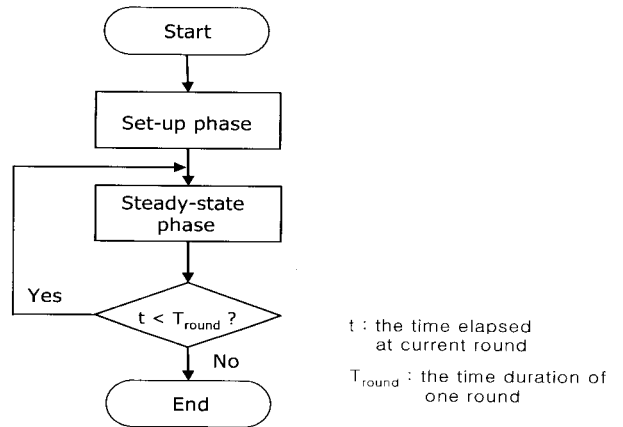 Start
Set-up phase
Steady-state
phase
Yes
t < Tround ?
No
End
t : the time elapsed
at current round
Tround : the time duration of
one round